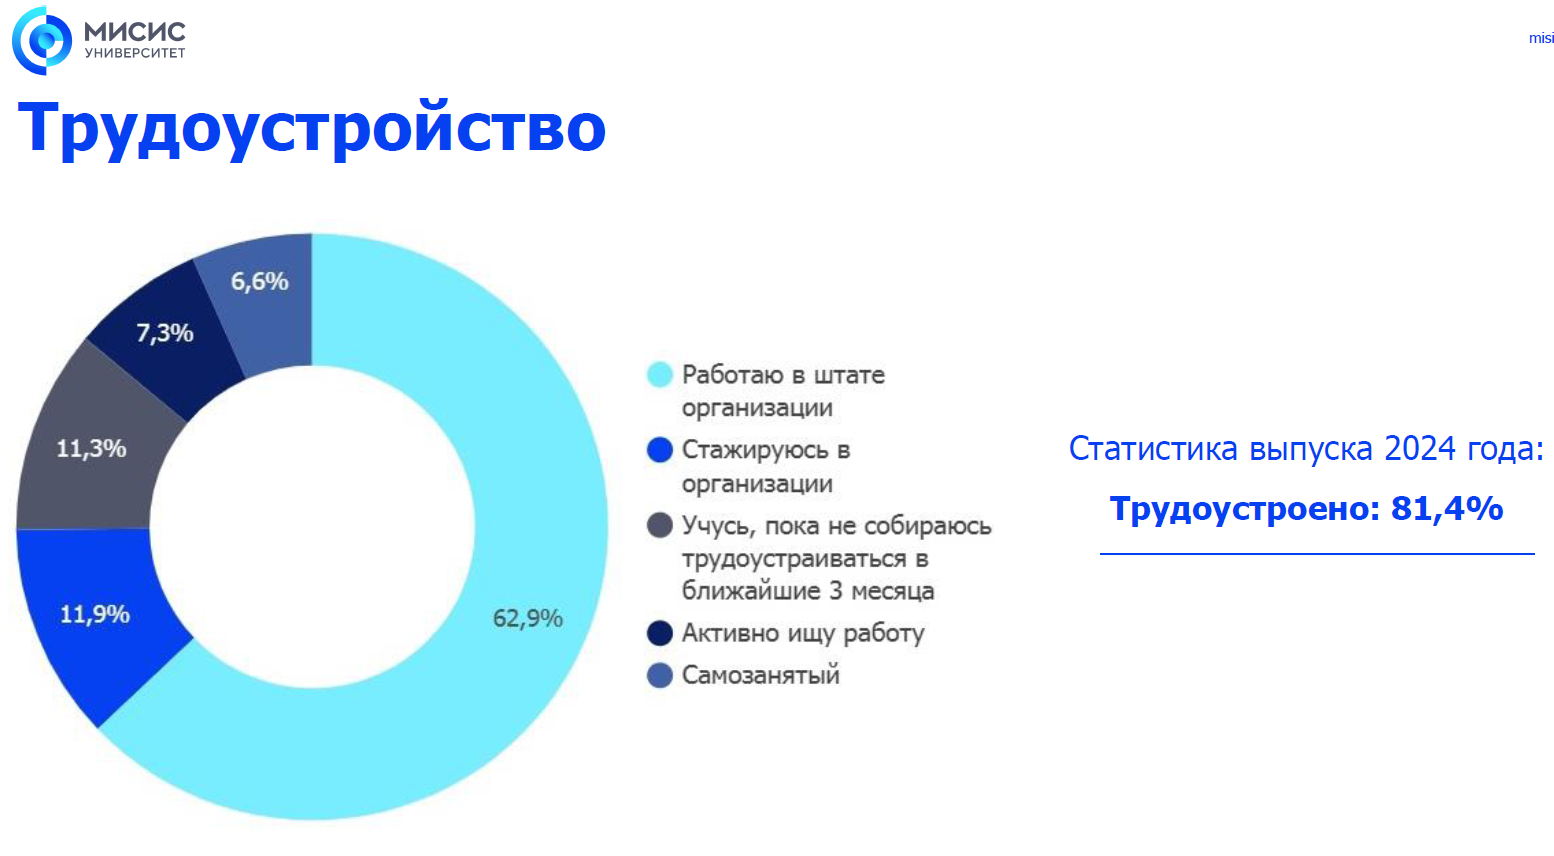 МИСИС
УНИВЕРСИТЕТ
misi
Трудоустройство
6,6%
7,3%
11,3%
11,9%
62,9%
Работаю в штате
организации
Стажируюсь в
организации
Учусь, пока не собираюсь
трудоустраиваться в
ближайшие 3 месяца
Активно ищу работу
Самозанятый
Статистика выпуска 2024 года:
Трудоустроено: 81,4%